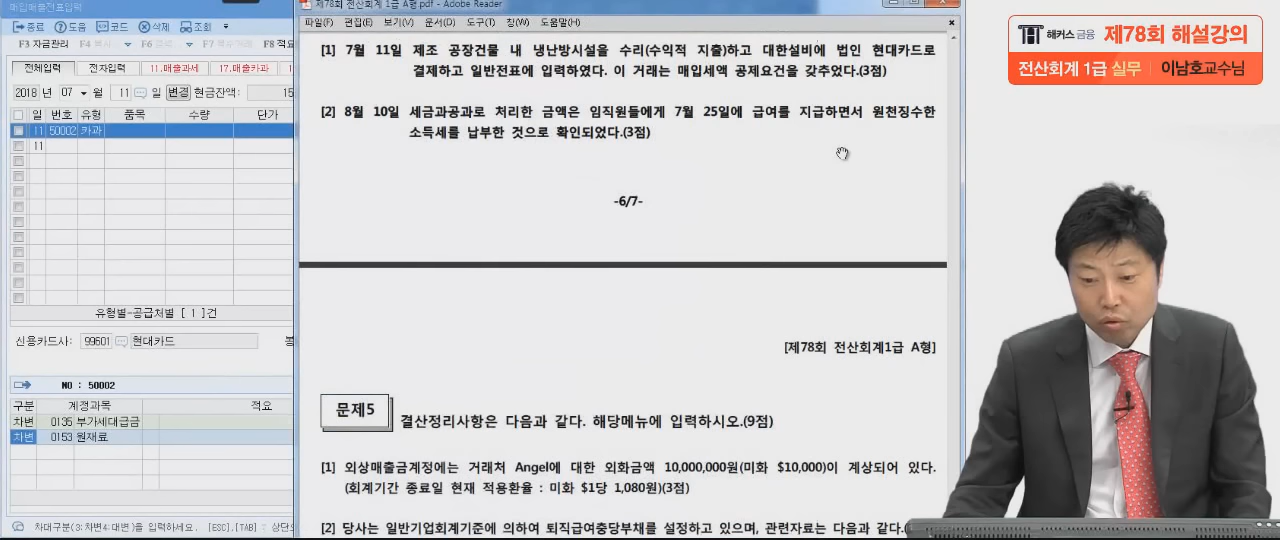 매입매출전표입력
종료 도움 코드 삭제 조회
F3 자금관리 F4 복사 F6 F7 F8 적요
전체입력 전자입력 11.매출과세 17.매출카과
2018 년 07 월 11 일 변경 현금잔액: 15
일 번호 유형 품목 수량 단가
11 50002 카과
11
유형별-공급처별 [ 1 ]건
신용카드사: 99601 현대카드 봉
NO : 50002
구분 계정과목 적요
차변 0135 부가세대급금
차변 0153 원재료
차대구분(3:차변4:대변)을 입력하세요. [ESC],[TAB] 상단으
제78회 전산회계 1급 A형.pdf - Adobe Reader
파일(F) 편집(E) 보기(V) 문서(D) 도구(T) 창(W) 도움말(H)
[1] 7월 11일 제조 공장건물 내 냉난방시설을 수리(수익적 지출)하고 대한설비에 법인 현대카드로
결제하고 일반전표에 입력하였다. 이 거래는 매입세액 공제요건을 갖추었다.(3점)
[2] 8월 10일 세금과공과로 처리한 금액은 임직원들에게 7월 25일에 급여를 지급하면서 원천징수한
소득세를 납부한 것으로 확인되었다.(3점)
-6/7-
[제78회 전산회계1급 A형]
문제5 결산정리사항은 다음과 같다. 해당메뉴에 입력하시오.(9점)
[1] 외상매출금계정에는 거래처 Angel에 대한 외화금액 10,000,000원(미화 $10,000)이 계상되어 있다.
(회계기간 종료일 현재 적용환율 : 미화 $1당 1,080원)(3점)
[2] 당사는 일반기업회계기준에 의하여 퇴직급여충당부채를 설정하고 있으며, 관련자료는 다음과 같다.(
해커스 금융 제78회 해설강의
전산회계 1급 실무 이남호교수님